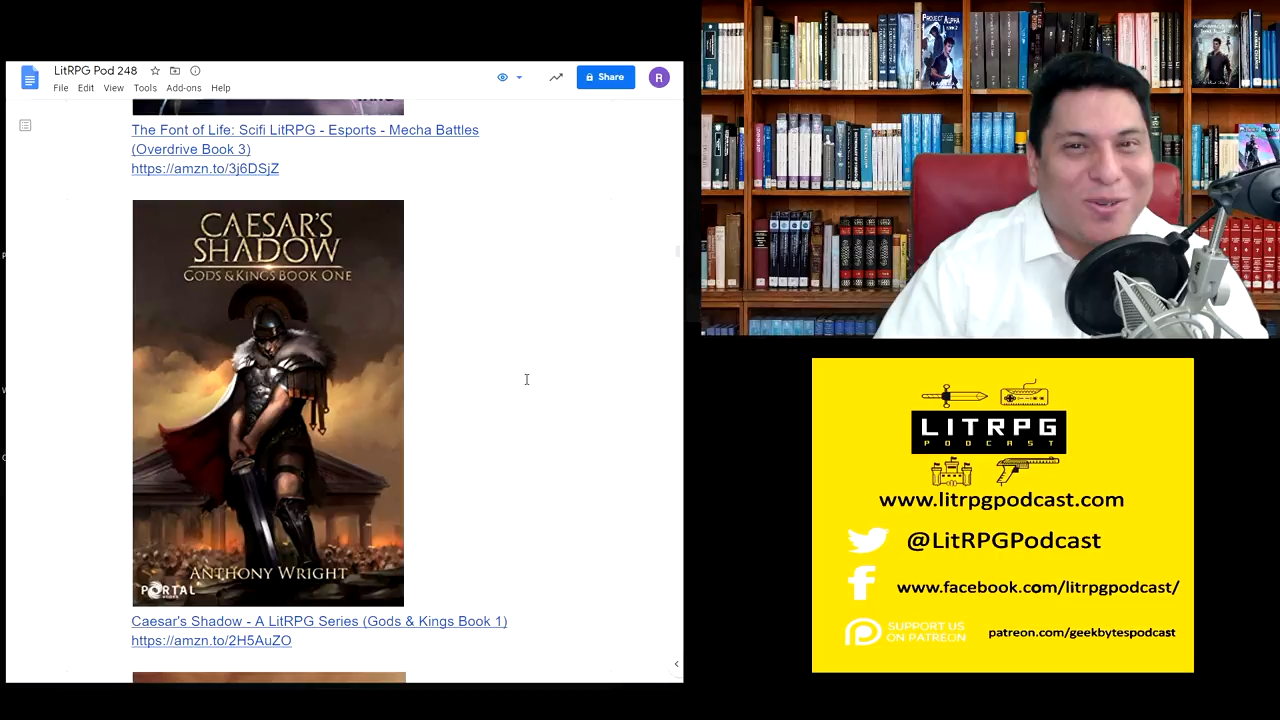 LitRPG Pod 248
Share
R
File Edit View Tools Add-ons Help
The Font of Life: Scifi LitRPG - Esports - Mecha Battles
(Overdrive Book 3)
https://amzn.to/3j6DSjZ
CAESAR'S
SHADOW
GODS & KINGS BOOK ONE
ANTHONY WRIGHT
PORTAL
Caesar's Shadow - A LitRPG Series (Gods & Kings Book 1)
https://amzn.to/2H5AuZO
PROJECT
ALPHA
LITRPG
PODCAST
www.litrpgpodcast.com
@LitRPGPodcast
www.facebook.com/litrpgpodcast/
SUPPORT US
ON PATREON
patreon.com/geekbytespodcast